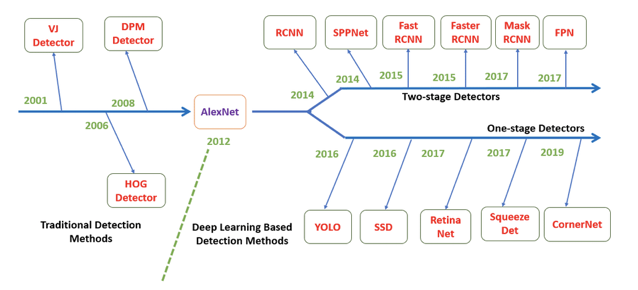 VJ
Detector
DPM
Detector
2001
2008
2006
HOG
Detector
Traditional Detection
Methods
AlexNet
2012
Deep Learning Based
Detection Methods
RCNN
SPPNet
Fast
RCNN
Faster
RCNN
Mask
RCNN
FPN
2014
2014
2015
2015
2017
2017
Two-stage Detectors
One-stage Detectors
2016
2016
2017
2017
2019
YOLO
SSD
Retina
Net
Squeeze
Det
CornerNet